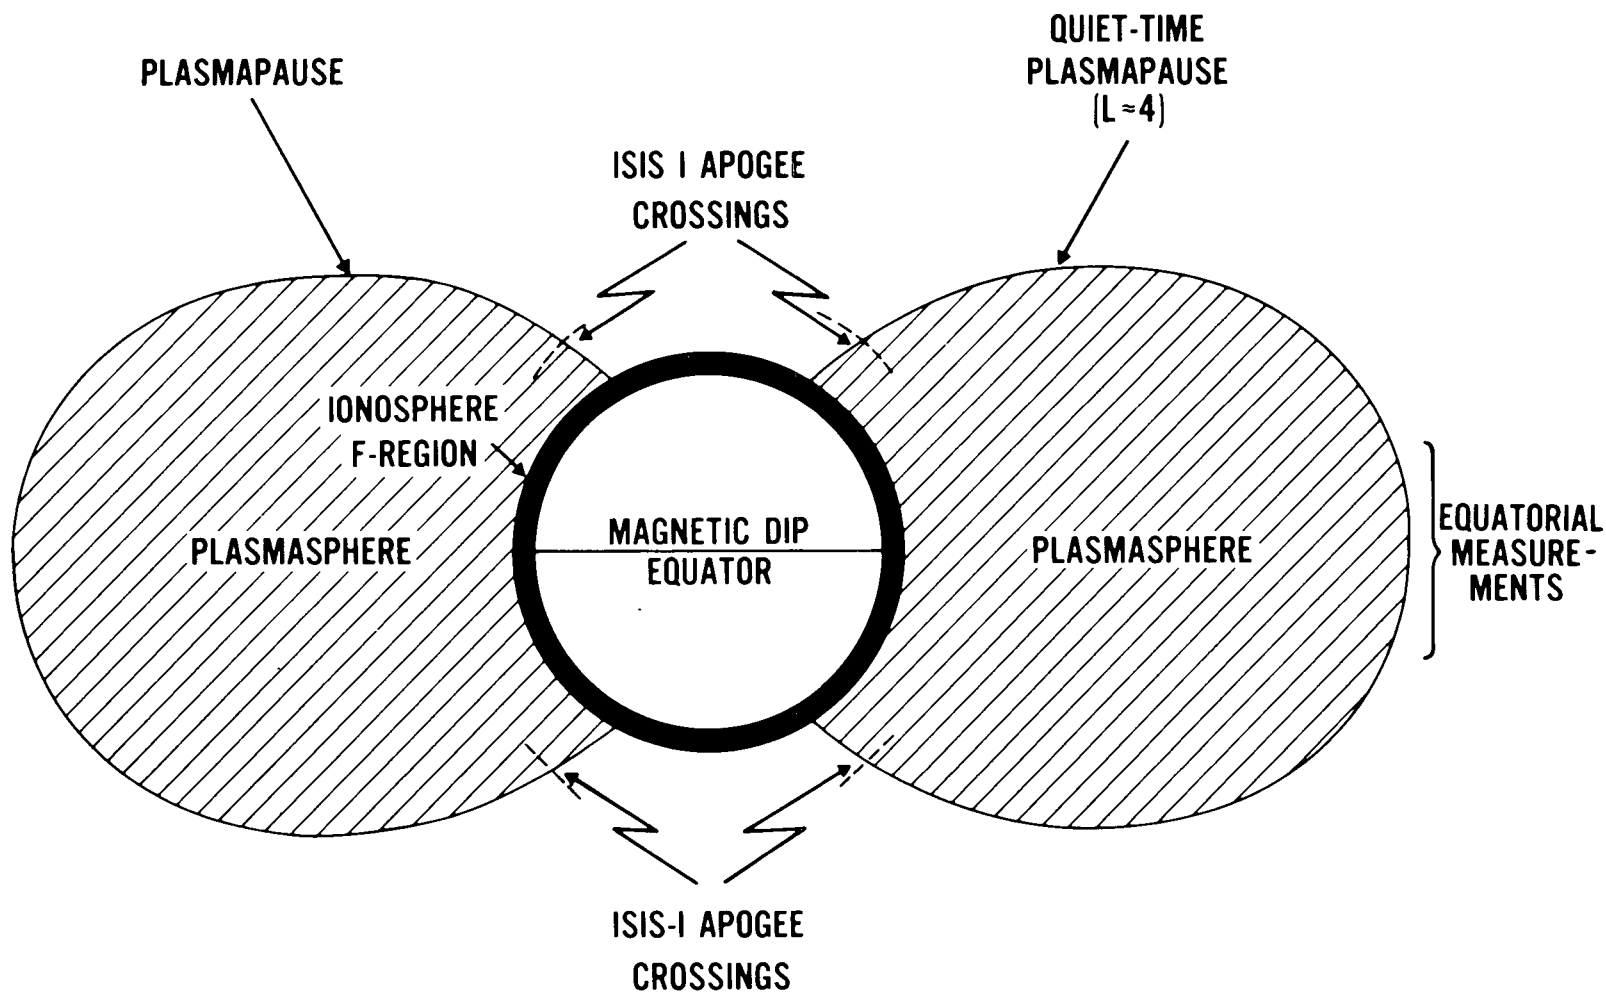 QUIET-TIME
PLASMAPAUSE
(L≈4)
PLASMAPAUSE
ISIS I APOGEE
CROSSINGS
IONOSPHERE
F-REGION
PLASMASPHERE
MAGNETIC DIP
EQUATOR
PLASMASPHERE
EQUATORIAL
MEASURE-
MENTS
ISIS-I APOGEE
CROSSINGS